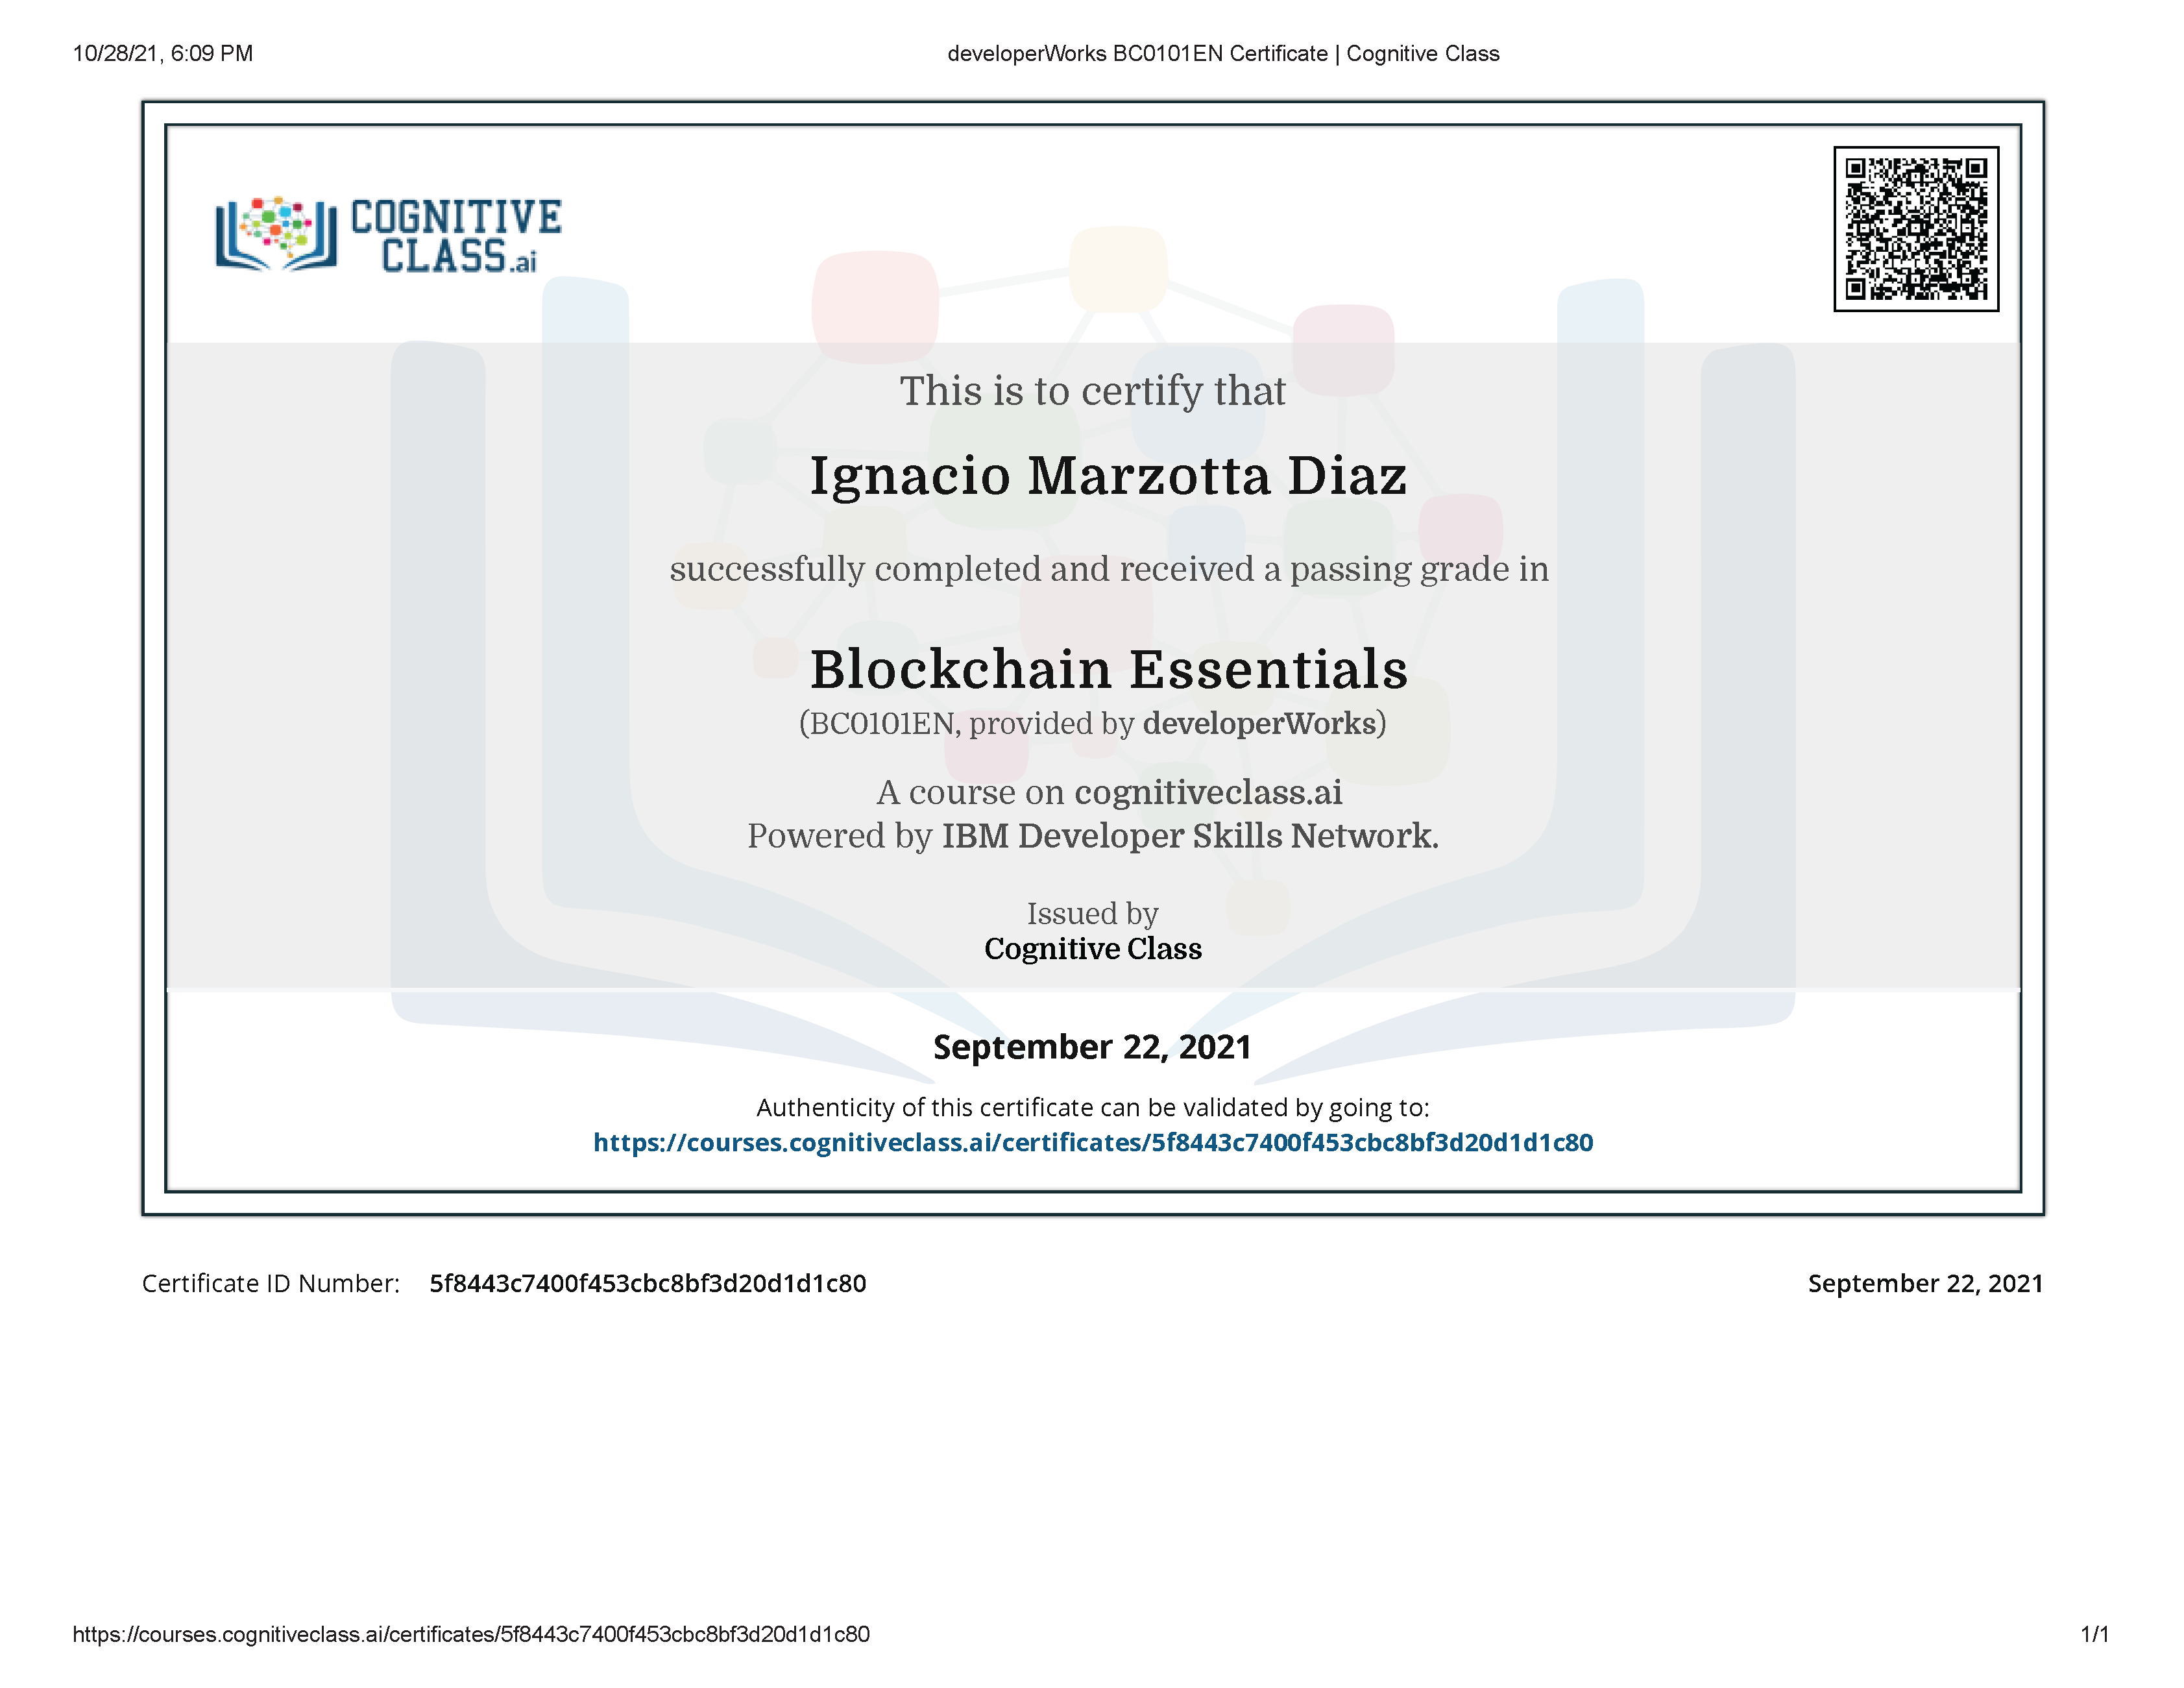 10/28/21, 6:09 PM
developerWorks BC0101EN Certificate | Cognitive Class
COGNITIVE
CLASS.ai
This is to certify that
Ignacio Marzotta Diaz
successfully completed and received a passing grade in
Blockchain Essentials
(BC0101EN, provided by developerWorks)
A course on cognitiveclass.ai
Powered by IBM Developer Skills Network.
Issued by
Cognitive Class
September 22, 2021
Authenticity of this certificate can be validated by going to:
https://courses.cognitiveclass.ai/certificates/5f8443c7400f453cbc8bf3d20d1d1c80
Certificate ID Number: 5f8443c7400f453cbc8bf3d20d1d1c80
September 22, 2021
https://courses.cognitiveclass.ai/certificates/5f8443c7400f453cbc8bf3d20d1d1c80
1/1